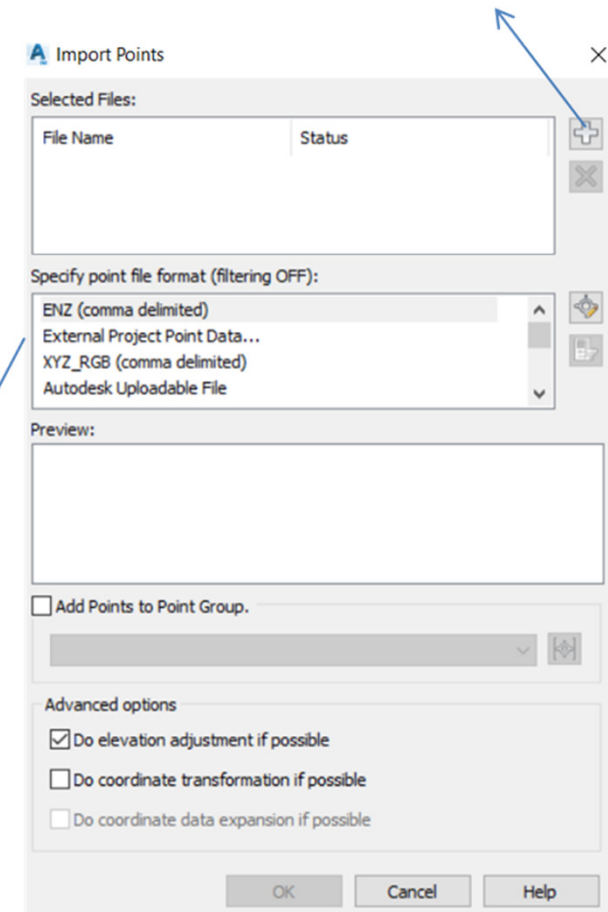 Import Points
Selected Files:
File Name Status
Specify point file format (filtering OFF):
ENZ (comma delimited)
External Project Point Data...
XYZ_RGB (comma delimited)
Autodesk Uploadable File
Preview:
Add Points to Point Group.
Advanced options
Do elevation adjustment if possible
Do coordinate transformation if possible
Do coordinate data expansion if possible
OK Cancel Help